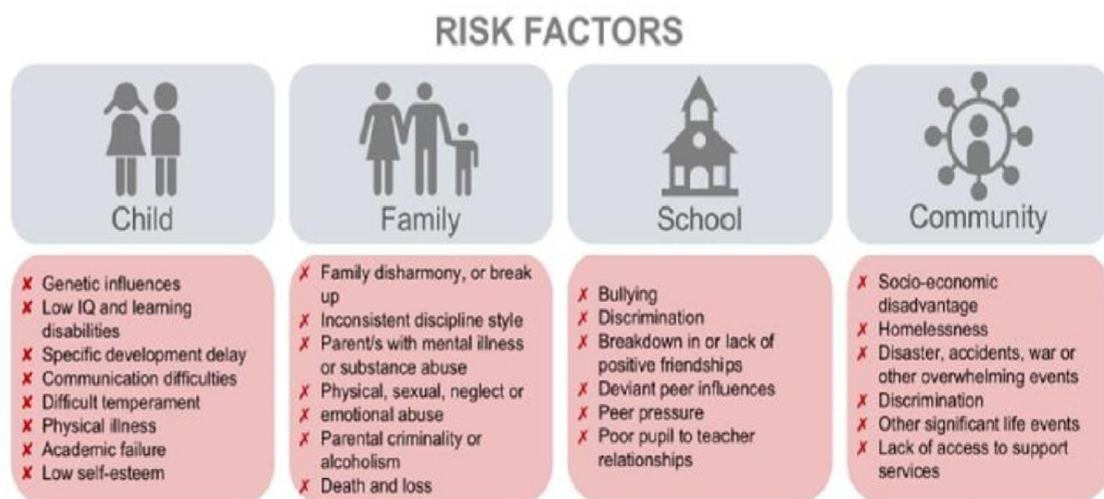 RISK FACTORS
Child
✘ Genetic influences
✘ Low IQ and learning
disabilities
✘ Specific development delay
✘ Communication difficulties
✘ Difficult temperament
✘ Physical illness
✘ Academic failure
✘ Low self-esteem
Family
✗ Family disharmony, or break
up
✗ Inconsistent discipline style
✗ Parent/s with mental illness
or substance abuse
✗ Physical, sexual, neglect or
✗ emotional abuse
✗ Parental criminality or
alcoholism
✗ Death and loss
School
✗ Bullying
✗ Discrimination
✗ Breakdown in or lack of
positive friendships
✗ Deviant peer influences
✗ Peer pressure
✗ Poor pupil to teacher
relationships
Community
✗ Socio-economic
disadvantage
✗ Homelessness
✗ Disaster, accidents, war or
other overwhelming events
✗ Discrimination
✗ Other significant life events
✗ Lack of access to support
services